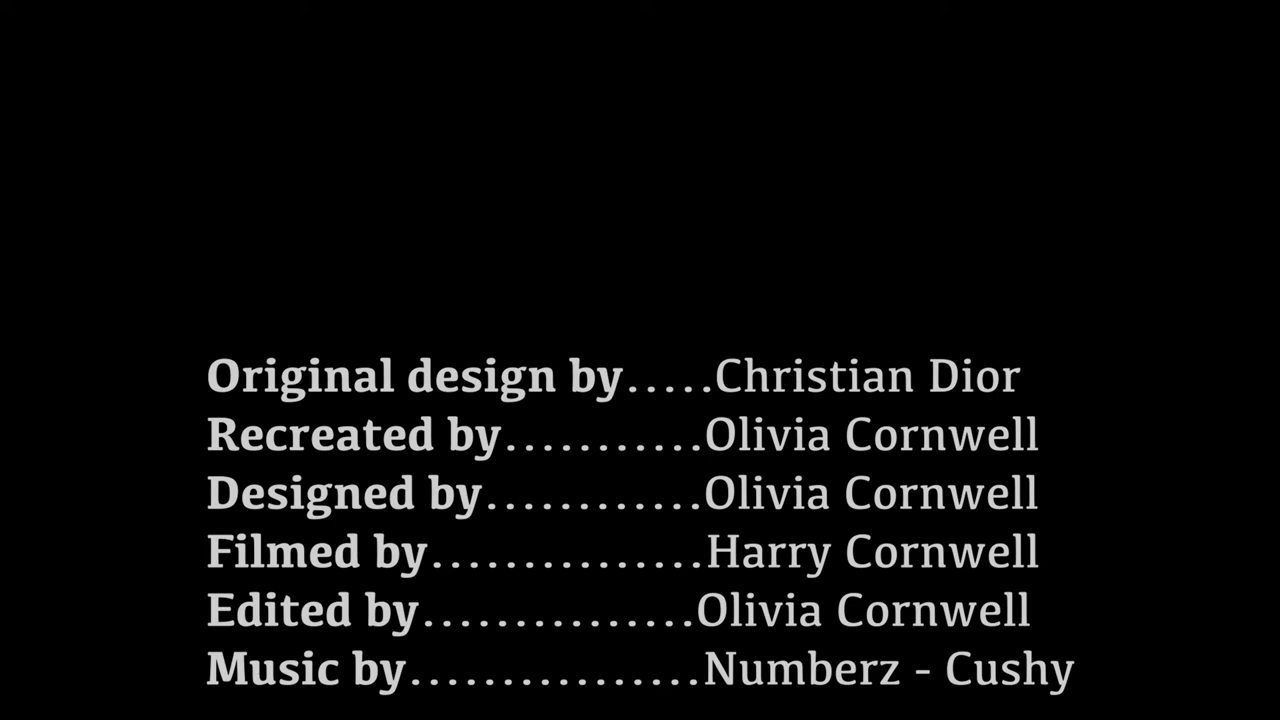 Original design by.....Christian Dior
Recreated by...........Olivia Cornwell
Designed by............Olivia Cornwell
Filmed by...............Harry Cornwell
Edited by...............Olivia Cornwell
Music by................Numberz - Cushy